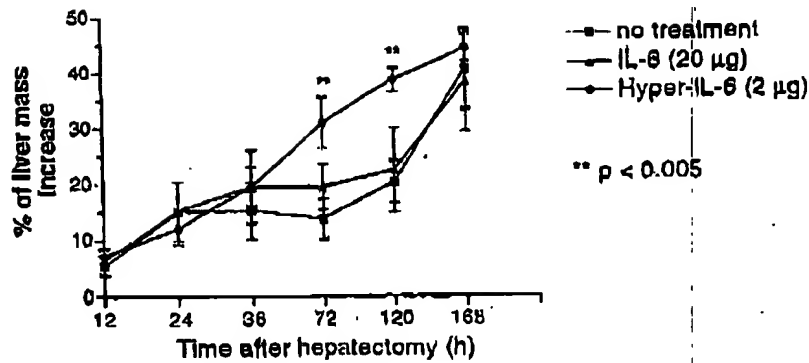 50
40
30
20
10
0
% of liver mass
increase
12 24 36 72 120 168
Time after hepatectomy (h)
**
**
no treatment
IL-6 (20 µg)
Hyper-IL-6 (2 µg)
** p < 0.005